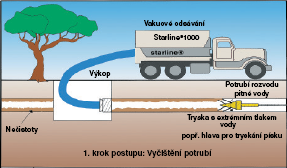 Vakuové odsávání
Starline®1000
starline®
Výkop
Potrubí rozvodu
pitné vody
Nečistoty
Tryska s extrémním tlakem
vody
popř. hlava pro tryskání písku
1. krok postupu: Vyčištění potrubí